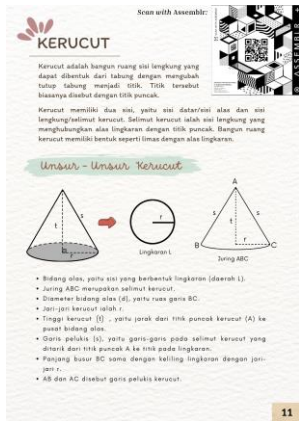 Scan with Assemblr:
ASSEMBLR
KERUCUT
Kerucut adalah bangun ruang sisi lengkung yang
dapat dibentuk dari tabung dengan mengubah
tutup tabung menjadi titik. Titik tersebut
biasanya disebut dengan titik puncak.
Kerucut memiliki dua sisi, yaitu sisi datar/sisi alas dan sisi
lengkung/selimut kerucut. Selimut kerucut ialah sisi lengkung yang
menghubungkan alas lingkaran dengan titik puncak. Bangun ruang
kerucut memiliki bentuk seperti limas dengan alas lingkaran.
Unsur - Unsur Kerucut
t
s
r
r
Lingkaran L
A
s
t
s
r
B
C
Juring ABC
• Bidang alas, yaitu sisi yang berbentuk lingkaran (daerah L).
• Juring ABC merupakan selimut kerucut.
• Diameter bidang alas (d), yaitu ruas garis BC.
• Jari-jari kerucut ialah r.
• Tinggi kerucut (t) , yaitu jarak dari titik puncak kerucut (A) ke
pusat bidang alas.
• Garis pelukis (s), yaitu garis-garis pada selimut kerucut yang
ditarik dari titik puncak A ke titik pada lingkaran.
• Panjang busur BC sama dengan keliling lingkaran dengan jari-
jari r.
• AB dan AC disebut garis pelukis kerucut.
11